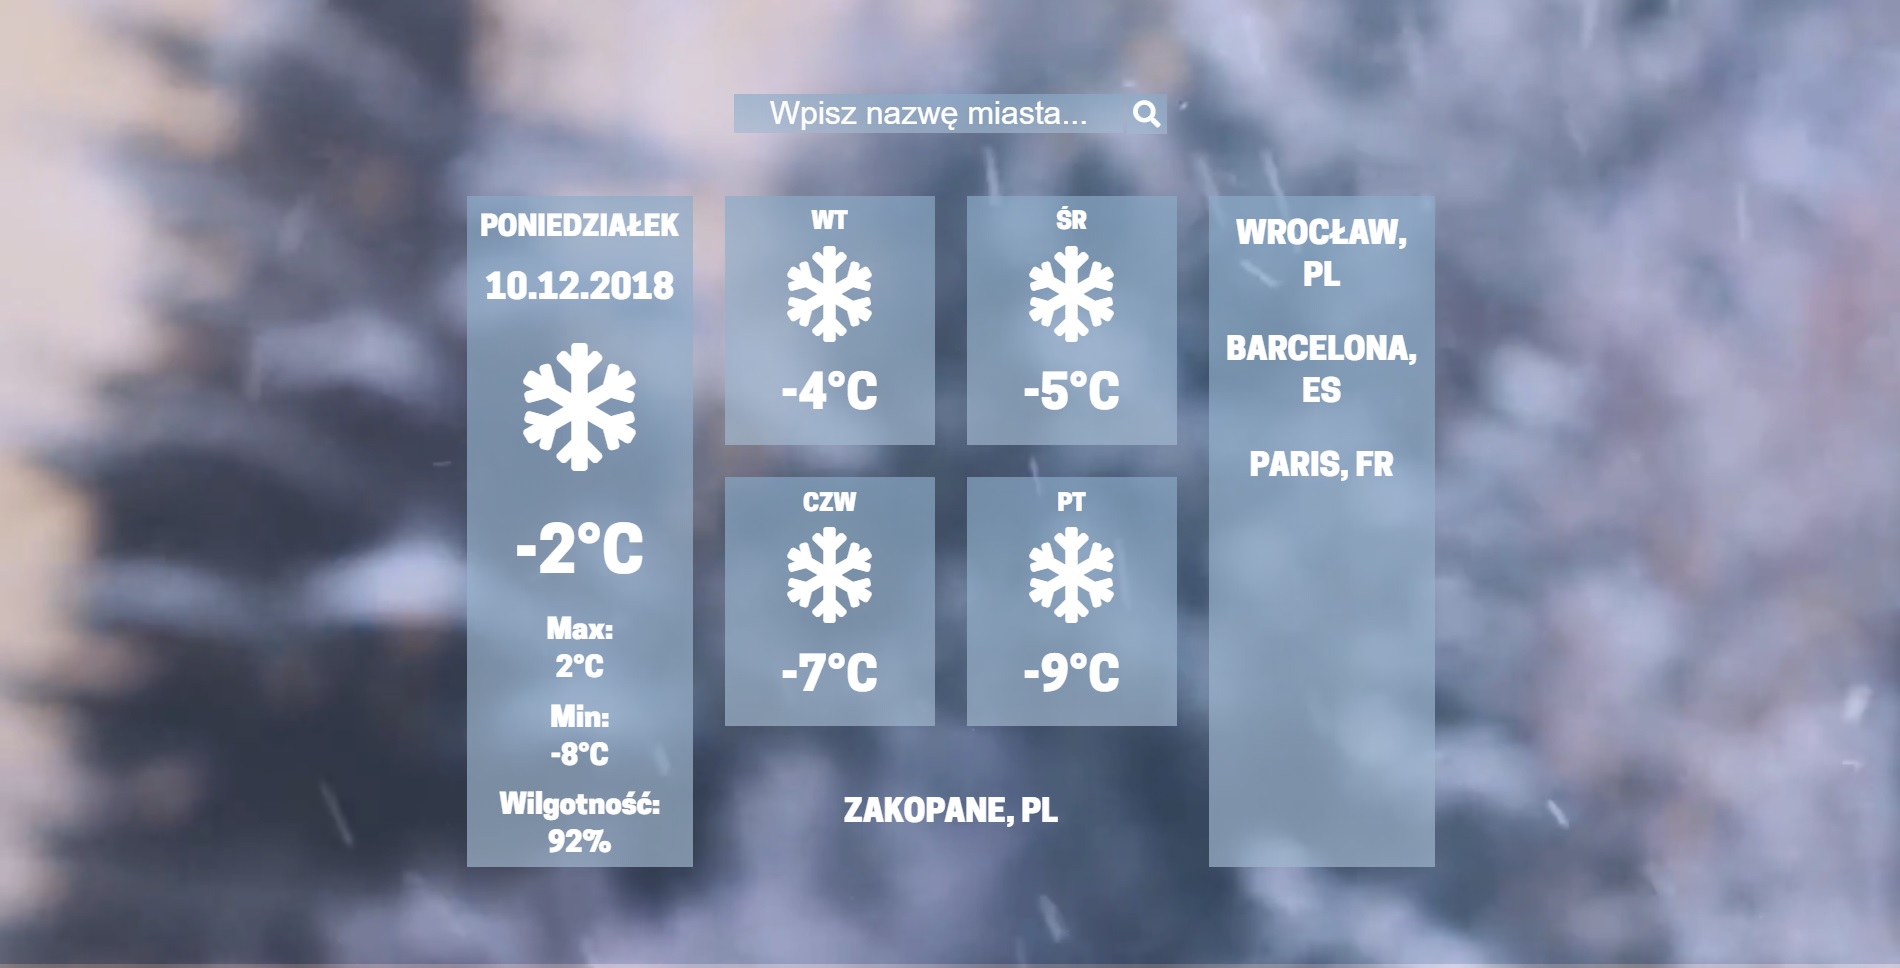 Wpisz nazwę miasta...
PONIEDZIAŁEK
10.12.2018
-2°C
Max:
2°C
Min:
-8°C
Wilgotność:
92%
WT
-4°C
ŚR
-5°C
CZW
-7°C
PT
-9°C
ZAKOPANE, PL
WROCŁAW,
PL
BARCELONA,
ES
PARIS, FR